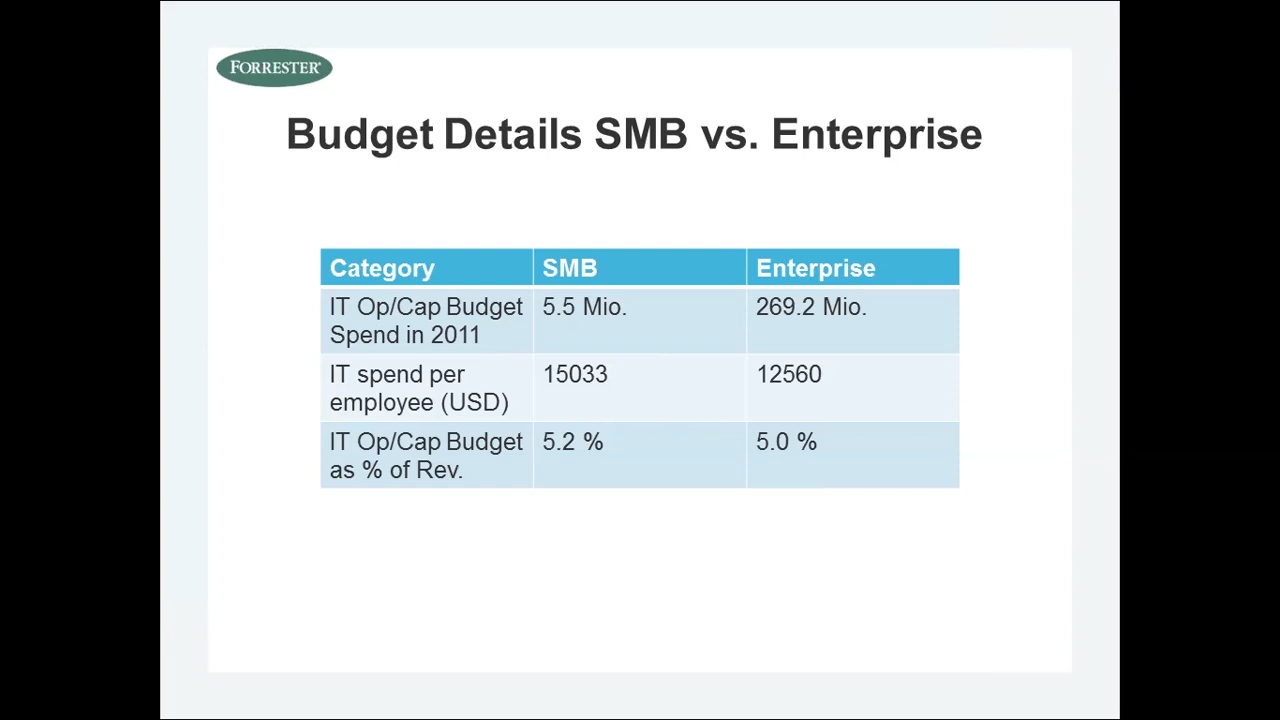 FORRESTER®
Budget Details SMB vs. Enterprise
Category SMB Enterprise
IT Op/Cap Budget 5.5 Mio. 269.2 Mio.
Spend in 2011
IT spend per 15033 12560
employee (USD)
IT Op/Cap Budget 5.2 % 5.0 %
as % of Rev.